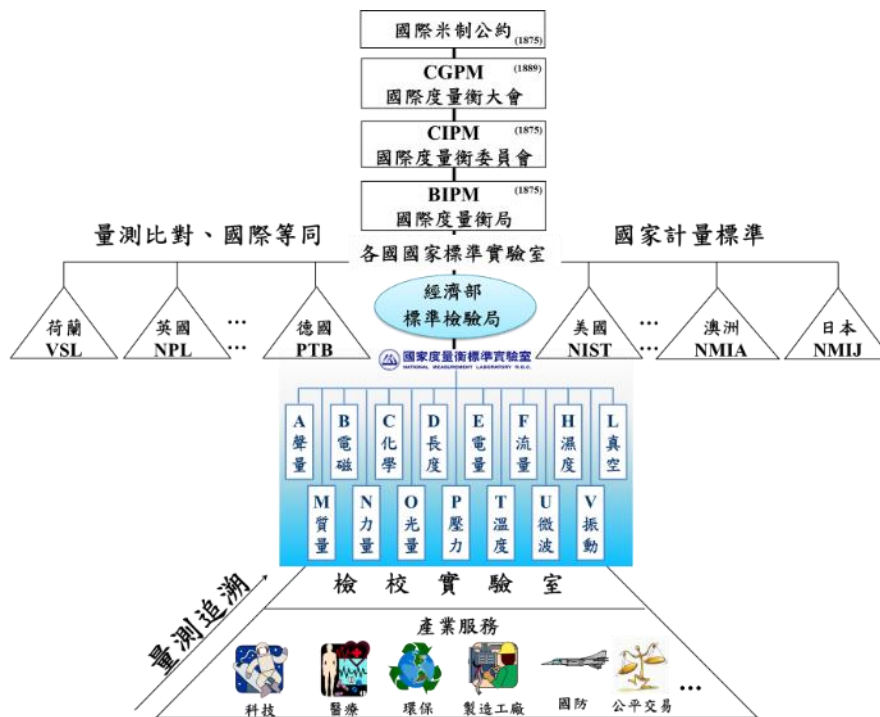 國際米制公約
(1875)
CGPM (1889)
國際度量衡大會
CIPM (1875)
國際度量衡委員會
BIPM (1875)
國際度量衡局
量測比對、國際等同
國家計量標準
各國國家標準實驗室
經濟部
標準檢驗局
荷蘭
VSL
英國
NPL
...
...
德國
PTB
美國
NIST
...
...
澳洲
NMIA
日本
NMIJ
國家度量衡標準實驗室
NATIONAL MEASUREMENT LABORATORY R.O.C.
A
聲量
B
電磁
C
化學
D
長度
E
電量
F
流量
H
濕度
L
真空
M
質量
N
力量
O
光量
P
壓力
T
溫度
U
微波
V
振動
量測追溯
檢校實驗室
產業服務
科技
醫療
環保
製造工廠
國防
公平交易
...